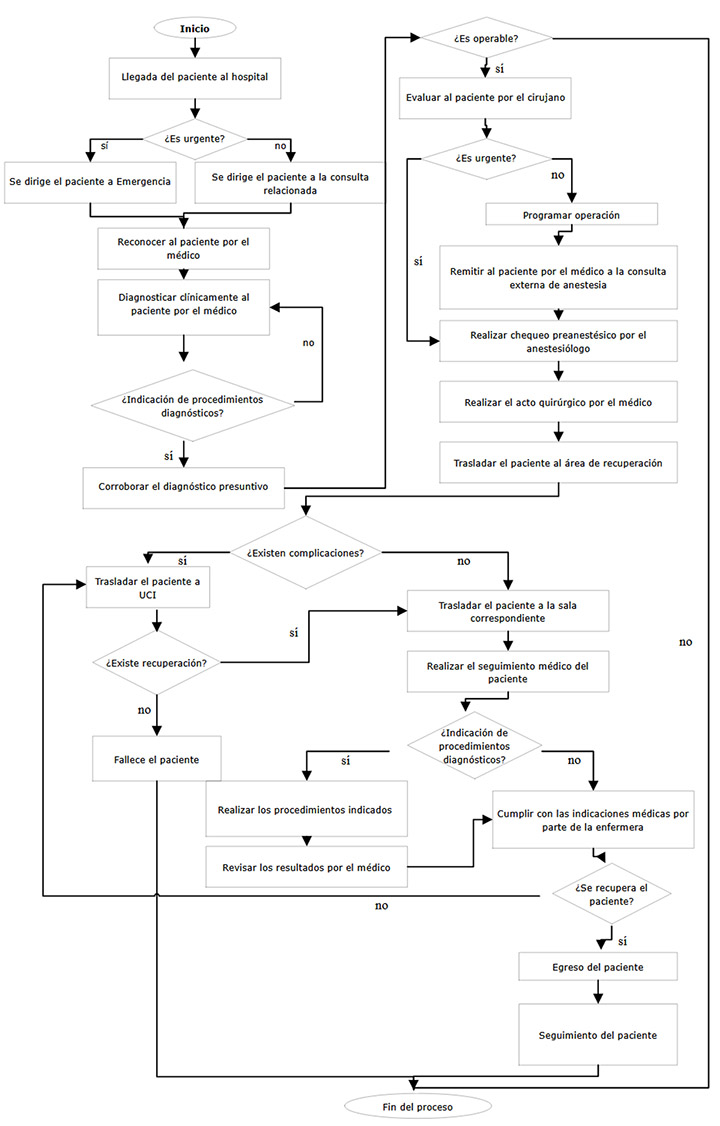 Inicio
Llegada del paciente al hospital
¿Es urgente?
sí
no
Se dirige el paciente a Emergencia
Se dirige el paciente a la consulta
relacionada
Reconocer al paciente por el
médico
Diagnosticar clínicamente al
paciente por el médico
no
¿Indicación de procedimientos
diagnósticos?
sí
Corroborar el diagnóstico presuntivo
¿Es operable?
sí
no
Evaluar al paciente por el cirujano
¿Es urgente?
no
sí
Programar operación
Remitir al paciente por el médico a la consulta
externa de anestesia
Realizar chequeo preanestésico por el
anestesiólogo
Realizar el acto quirúrgico por el médico
Trasladar el paciente al área de recuperación
¿Existen complicaciones?
sí
no
Trasladar el paciente a
UCI
¿Existe recuperación?
sí
no
Fallece el paciente
Trasladar el paciente a la sala
correspondiente
Realizar el seguimiento médico del
paciente
¿Indicación de
procedimientos
diagnósticos?
sí
no
Realizar los procedimientos indicados
Revisar los resultados por el médico
Cumplir con las indicaciones médicas por
parte de la enfermera
¿Se recupera el
paciente?
no
sí
Egreso del paciente
Seguimiento del paciente
Fin del proceso